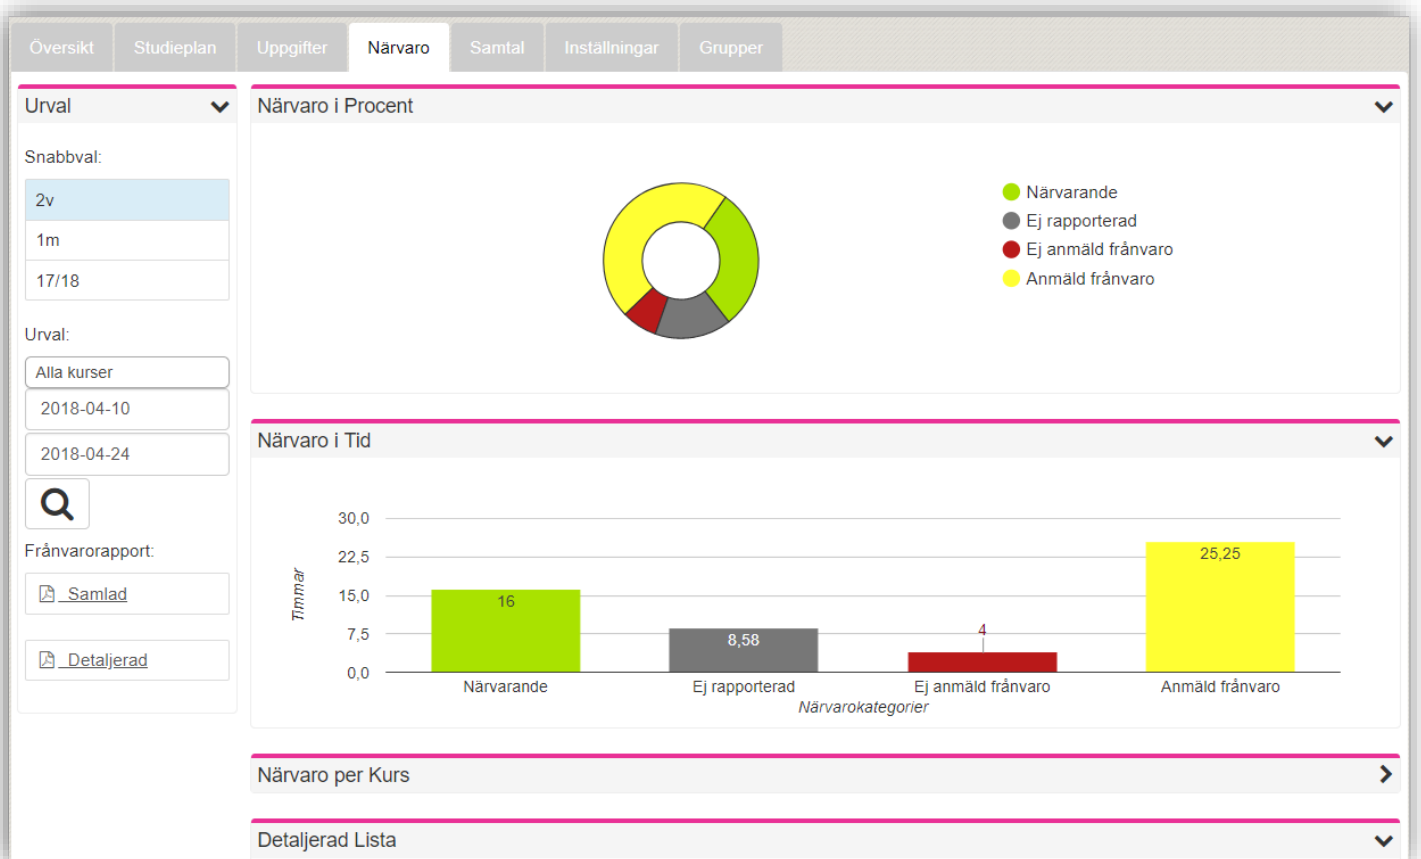 Översikt Studieplan Uppgifter Närvaro Samtal Inställningar Grupper
Urval
Snabbval:
2v
1m
17/18
Urval:
Alla kurser
2018-04-10
2018-04-24
Frånvarorapport:
Samlad
Detaljerad
Närvaro i Procent
Närvarande
Ej rapporterad
Ej anmäld frånvaro
Anmäld frånvaro
Närvaro i Tid
Timmar
30,0
22,5
15,0
7,5
0,0
16
8,58
4
25,25
Närvarande Ej rapporterad Ej anmäld frånvaro Anmäld frånvaro
Närvarokategorier
Närvaro per Kurs
Detaljerad Lista